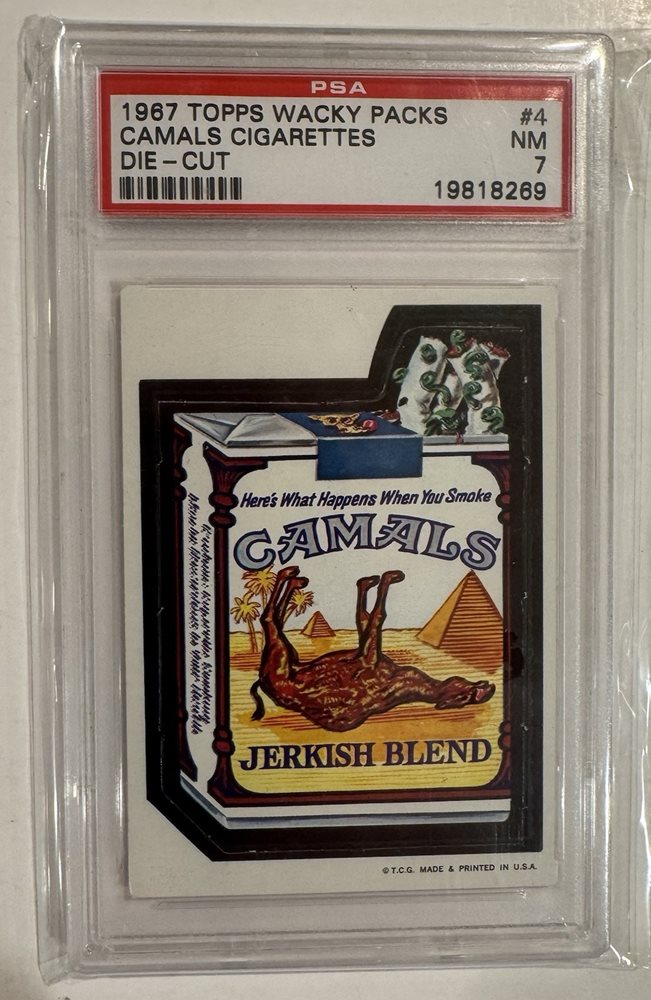 PSA
1967 TOPPS WACKY PACKS #4
CAMALS CIGARETTES NM
DIE-CUT 7
19818269
Here's What Happens When You Smoke
CAMALS
JERKISH BLEND
© T.C.G. MADE & PRINTED IN U.S.A.